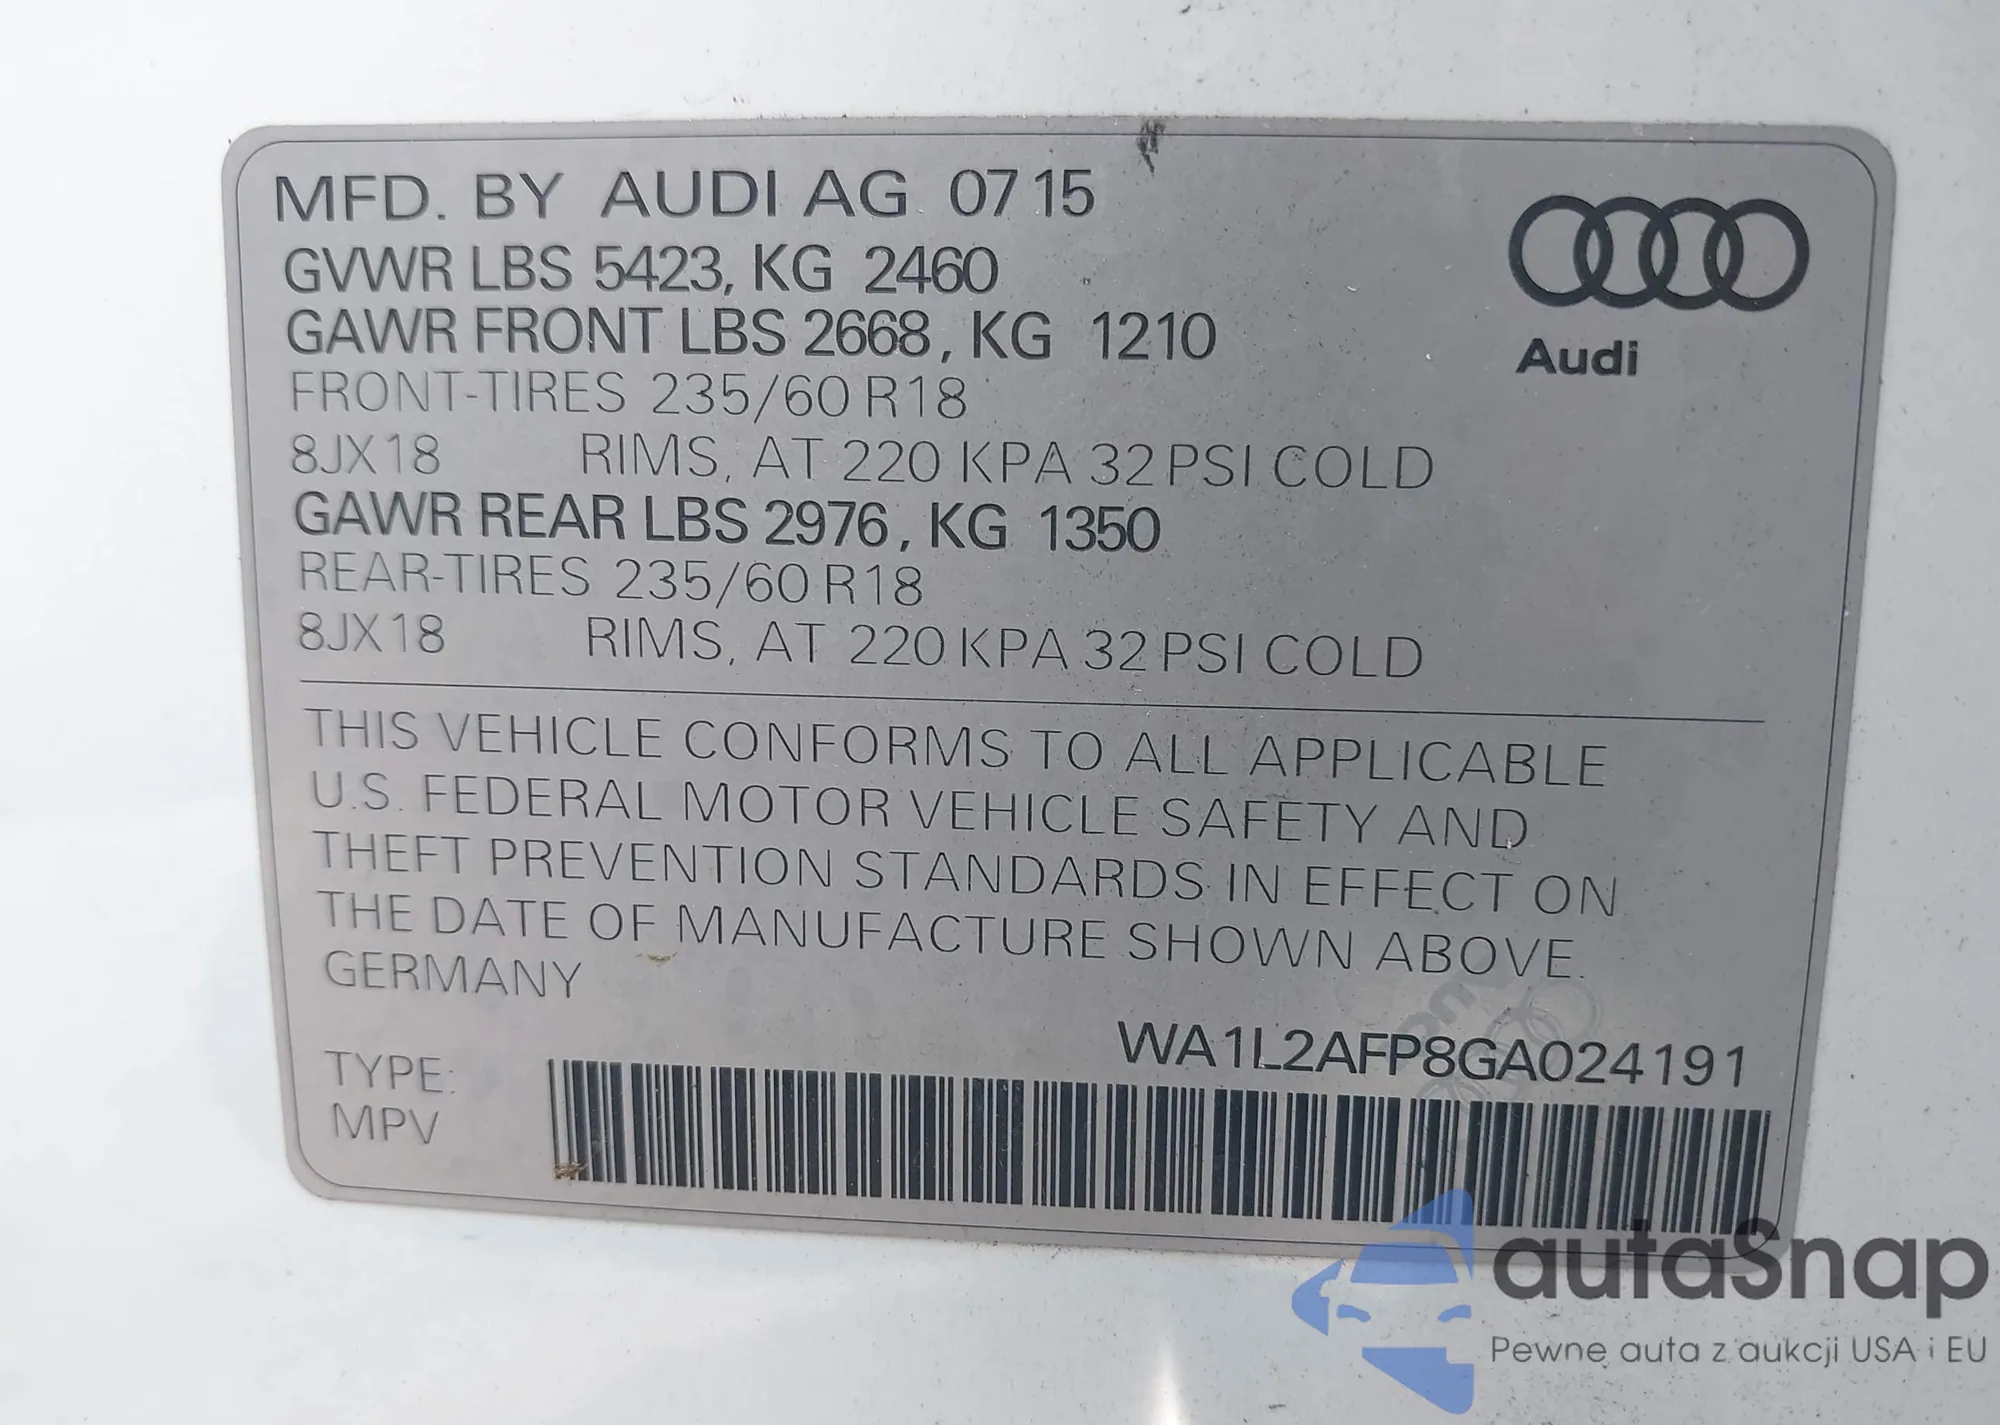 MFD. BY AUDI AG 07 15
GVWR LBS 5423, KG 2460
GAWR FRONT LBS 2668, KG 1210
FRONT-TIRES 235/60 R18
8JX18 RIMS, AT 220 KPA 32 PSI COLD
GAWR REAR LBS 2976, KG 1350
REAR-TIRES 235/60 R18
8JX18 RIMS, AT 220 KPA 32 PSI COLD
Audi
THIS VEHICLE CONFORMS TO ALL APPLICABLE
U.S. FEDERAL MOTOR VEHICLE SAFETY AND
THEFT PREVENTION STANDARDS IN EFFECT ON
THE DATE OF MANUFACTURE SHOWN ABOVE.
GERMANY
WA1L2AFP8GA024191
TYPE:
MPV
autaSnap
Pewne auta z aukcji USA i EU